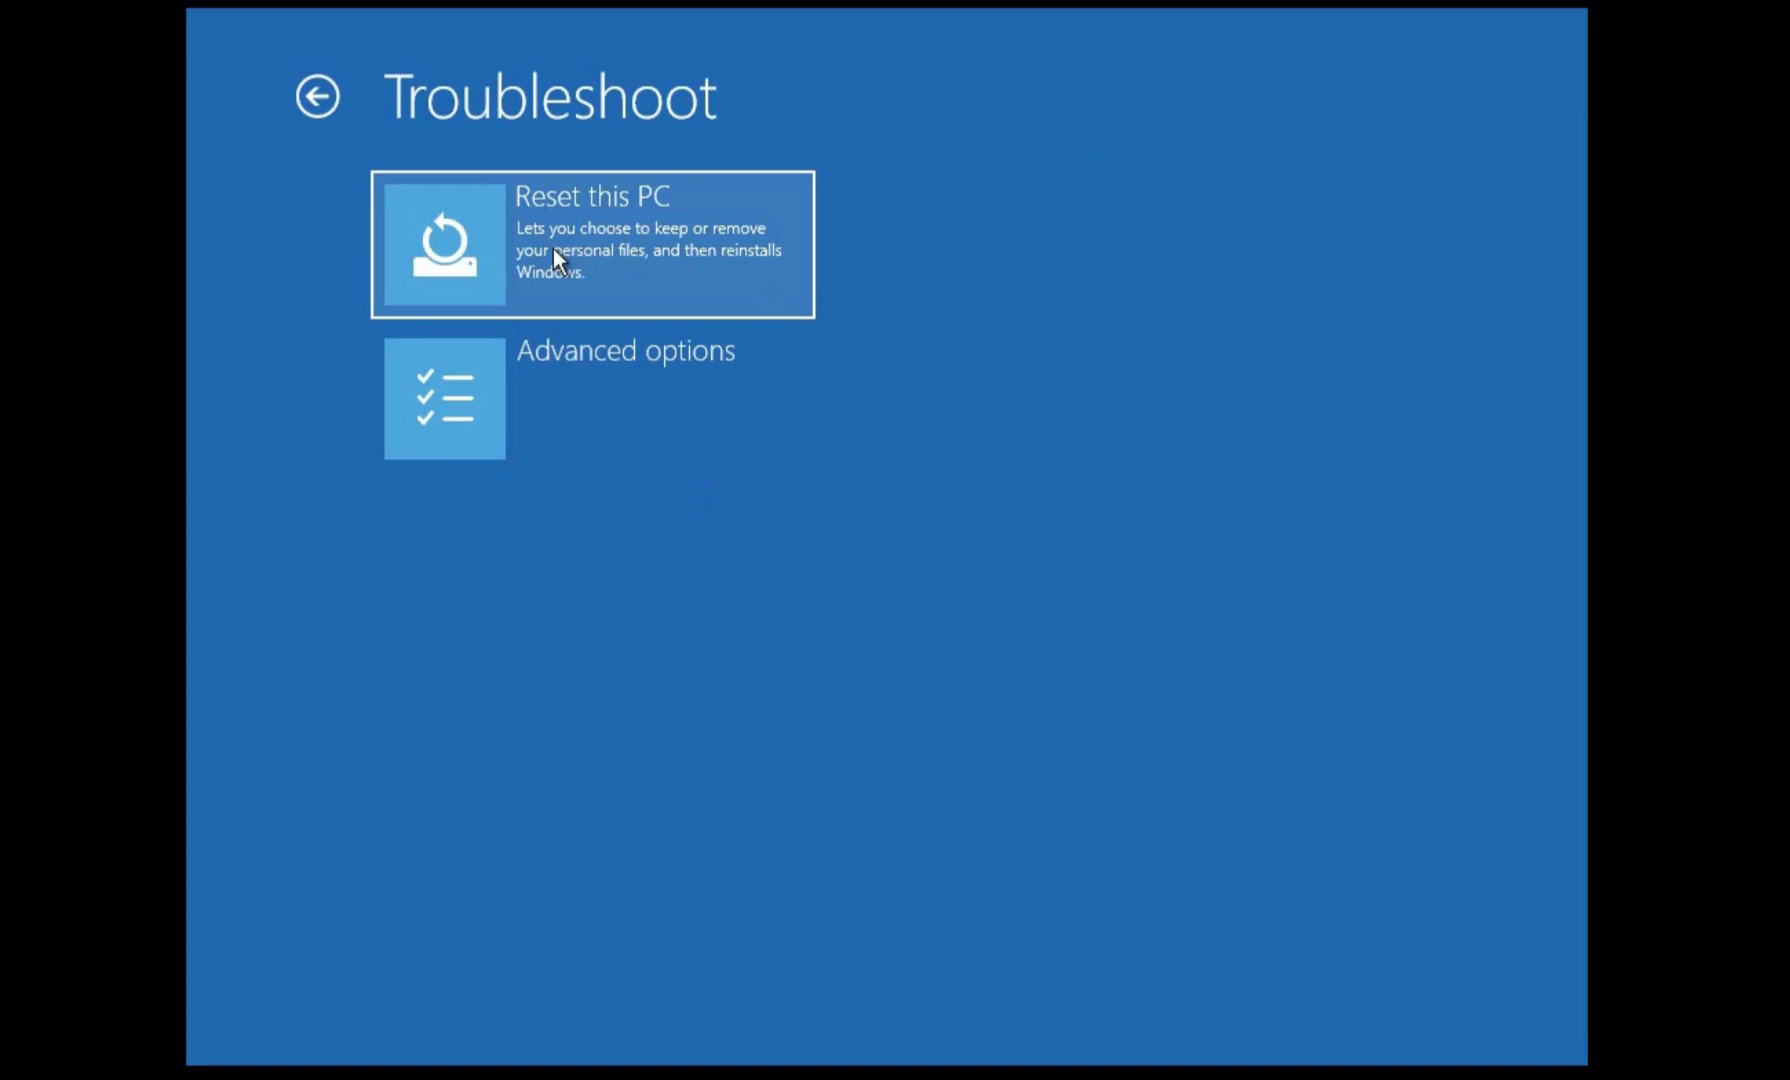 Troubleshoot
Reset this PC
Lets you choose to keep or remove
your personal files, and then reinstalls
Windows.
Advanced options